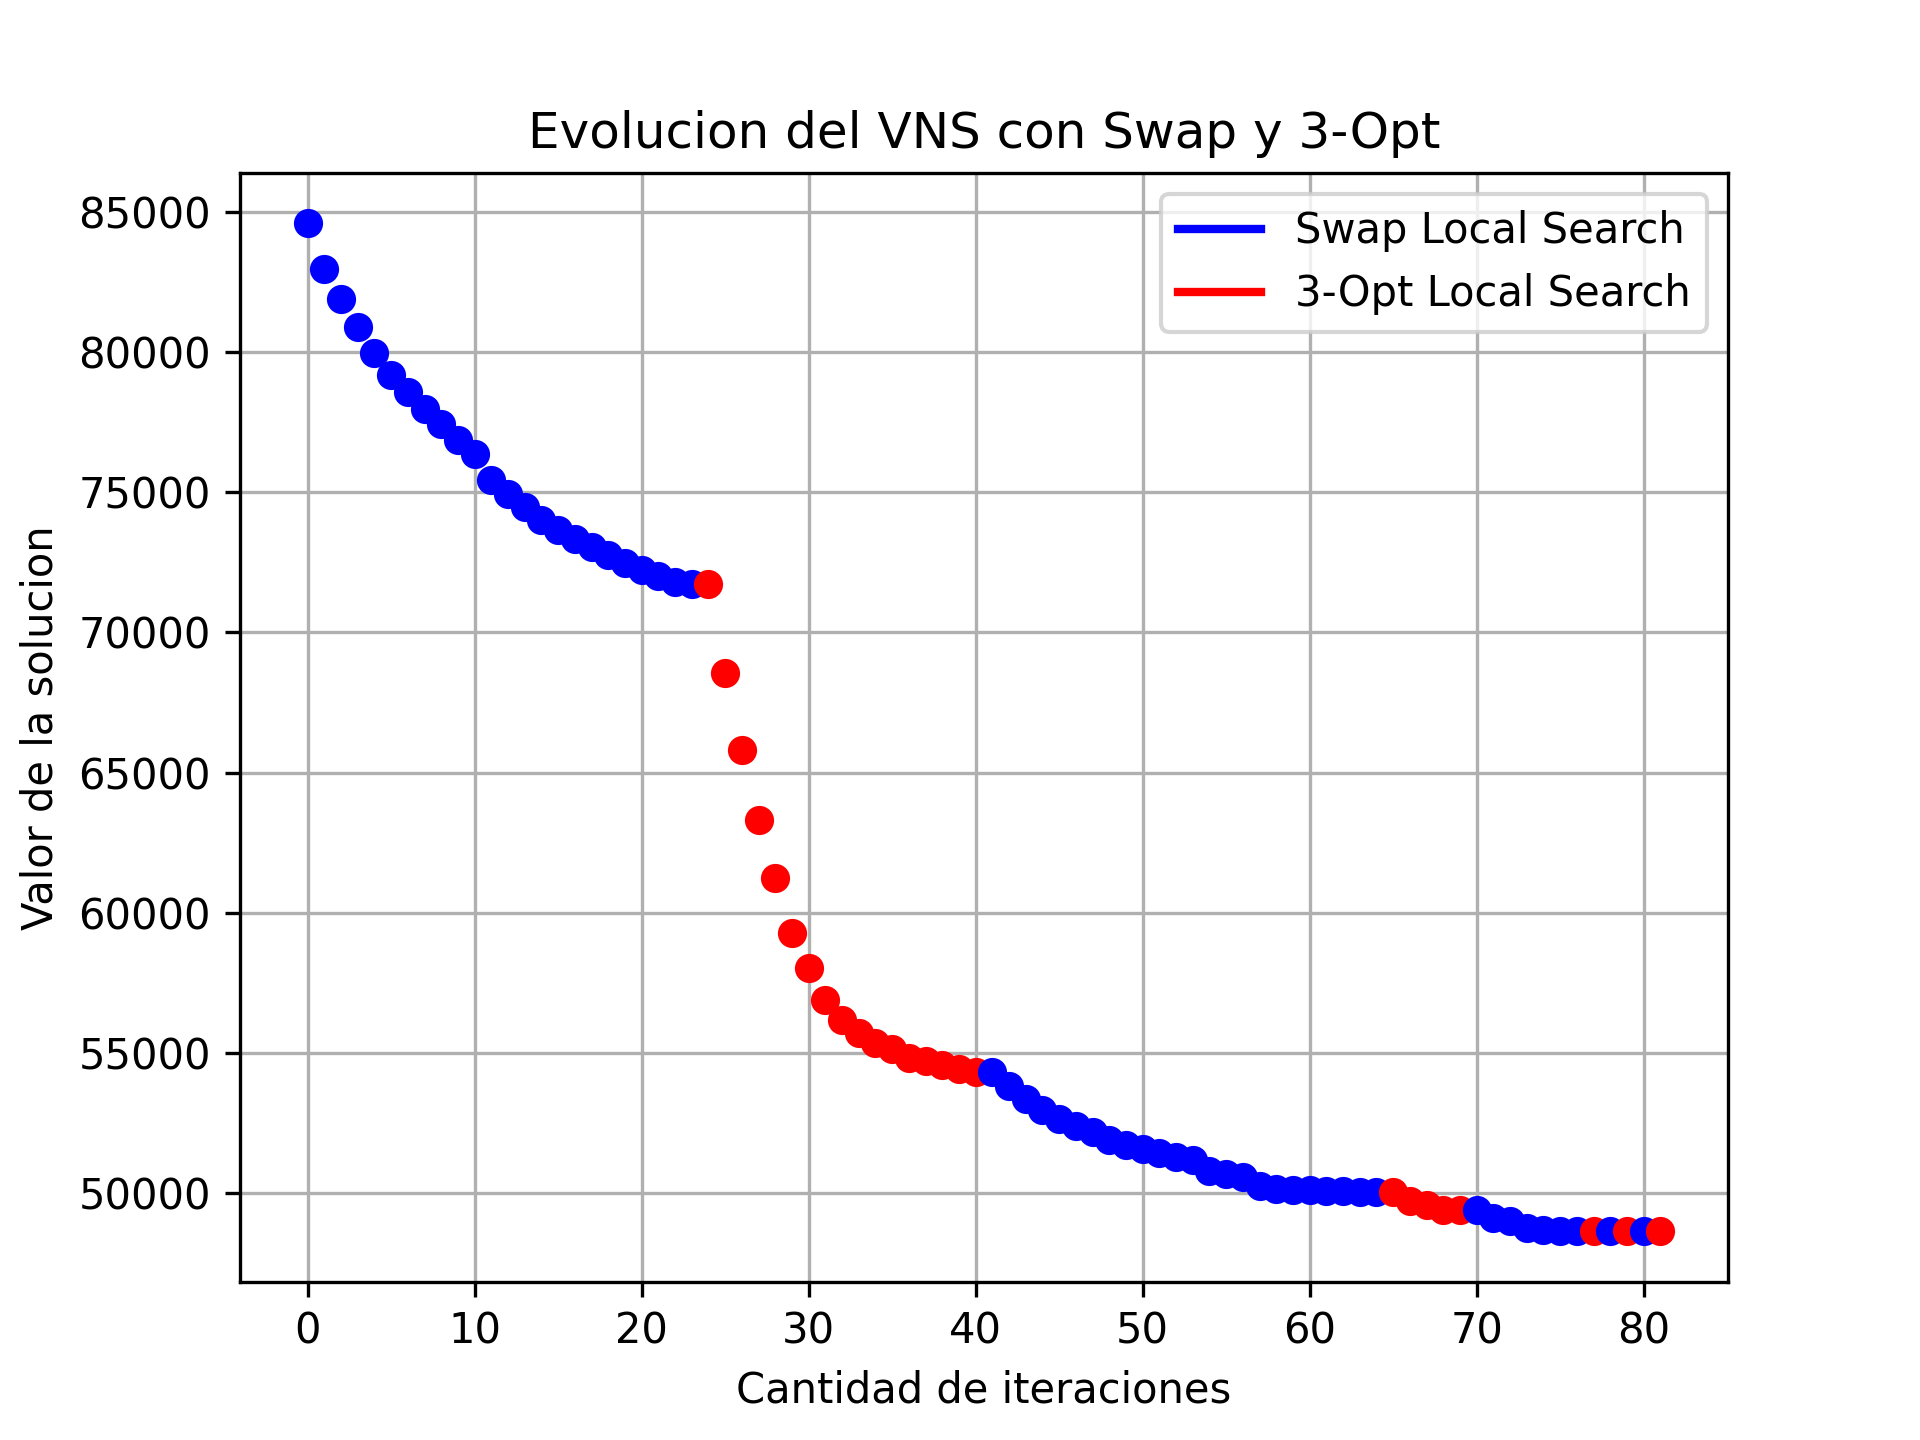 Evolucion del VNS con Swap y 3-Opt
Swap Local Search
3-Opt Local Search
Valor de la solucion
85000
80000
75000
70000
65000
60000
55000
50000
0 10 20 30 40 50 60 70 80
Cantidad de iteraciones